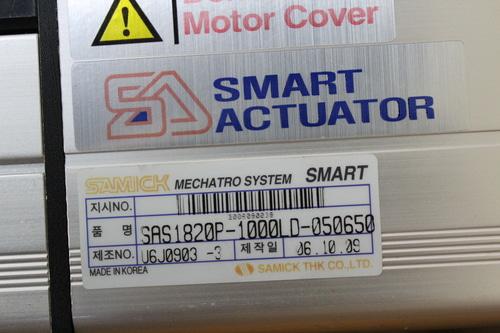 Motor Cover
SMART
ACTUATOR
SAMICK MECHATRO SYSTEM SMART
지시NO.
품 명 SAS1820P-1000LD-050650
제조NO. U6J0903 -3 제작일 06.10.09
MADE IN KOREA SAMICK THK CO.,LTD.